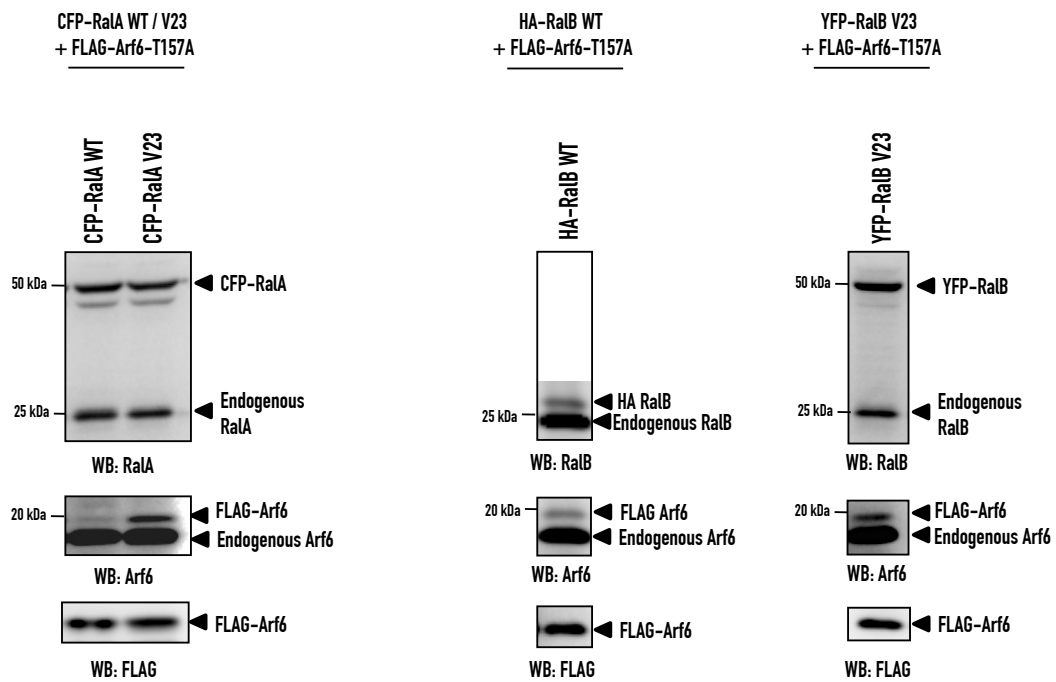 CFP-RalA WT / V23
+ FLAG-Arf6-T157A
CFP-RalA WT
CFP-RalA V23
50 kDa
CFP-RalA
25 kDa
Endogenous
RalA
WB: RalA
20 kDa
FLAG-Arf6
Endogenous Arf6
WB: Arf6
FLAG-Arf6
WB: FLAG
HA-RalB WT
+ FLAG-Arf6-T157A
HA-RalB WT
HA RalB
25 kDa
Endogenous RalB
WB: RalB
20 kDa
FLAG Arf6
Endogenous Arf6
WB: Arf6
FLAG-Arf6
WB: FLAG
YFP-RalB V23
+ FLAG-Arf6-T157A
YFP-RalB V23
50 kDa
YFP-RalB
25 kDa
Endogenous
RalB
WB: RalB
20 kDa
FLAG-Arf6
Endogenous Arf6
WB: Arf6
FLAG-Arf6
WB: FLAG